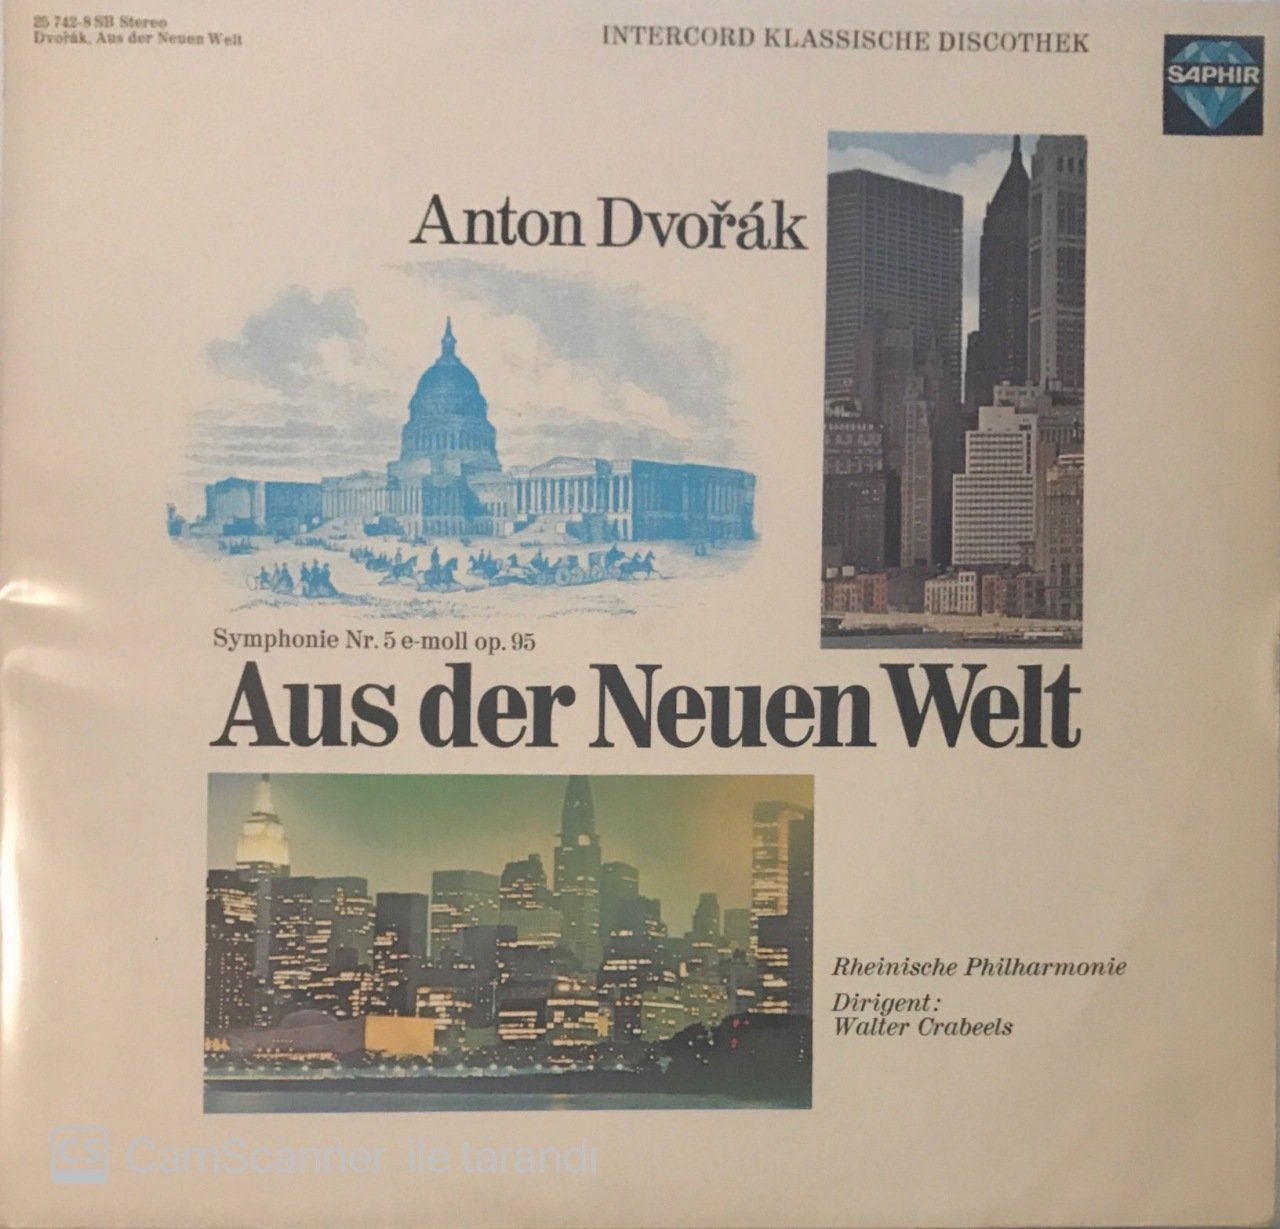 25 742-8 SB Stereo
Dvořák, Aus der Neuen Welt
INTERCORD KLASSISCHE DISCOTHEK
SAPHIR
Anton Dvořák
Symphonie Nr. 5 e-moll op. 95
Aus der Neuen Welt
Rheinische Philharmonie
Dirigent:
Walter Crabeels
CS CamScanner ile tarandı